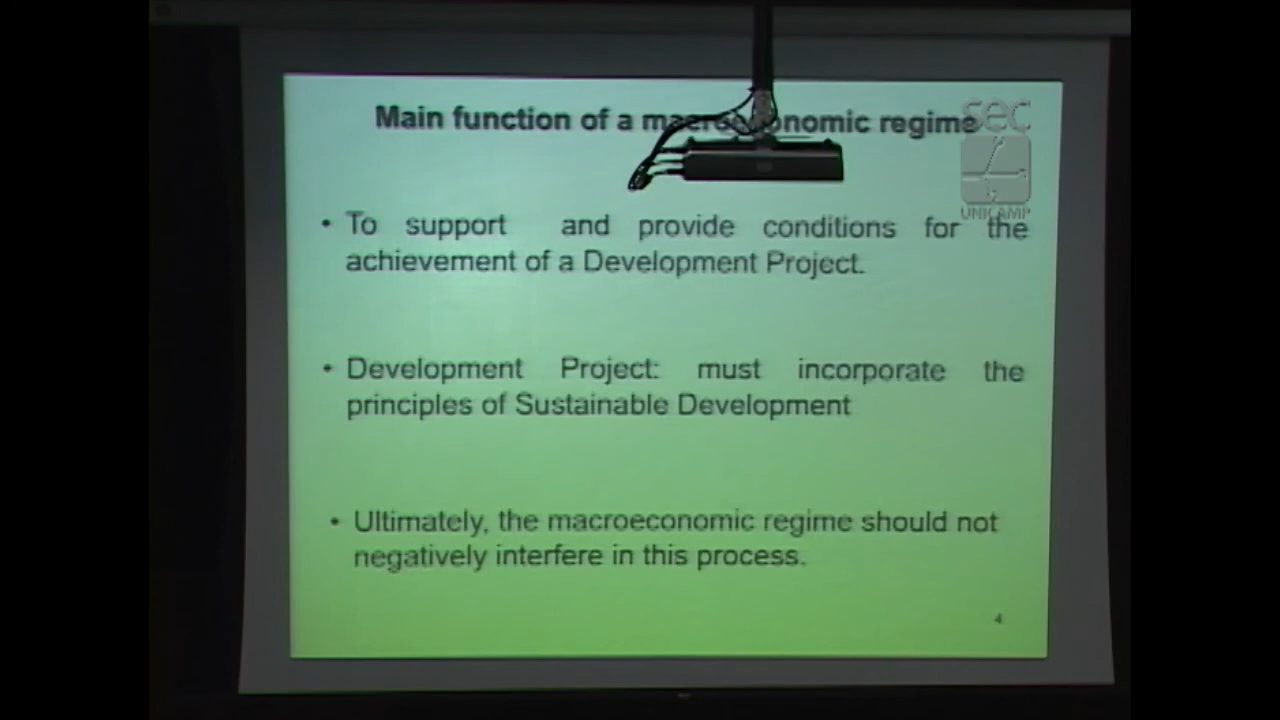 Main function of a macroeconomic regime
sec
UNICAMP
• To support and provide conditions for the
achievement of a Development Project.
• Development Project: must incorporate the
principles of Sustainable Development
• Ultimately, the macroeconomic regime should not
negatively interfere in this process.
4